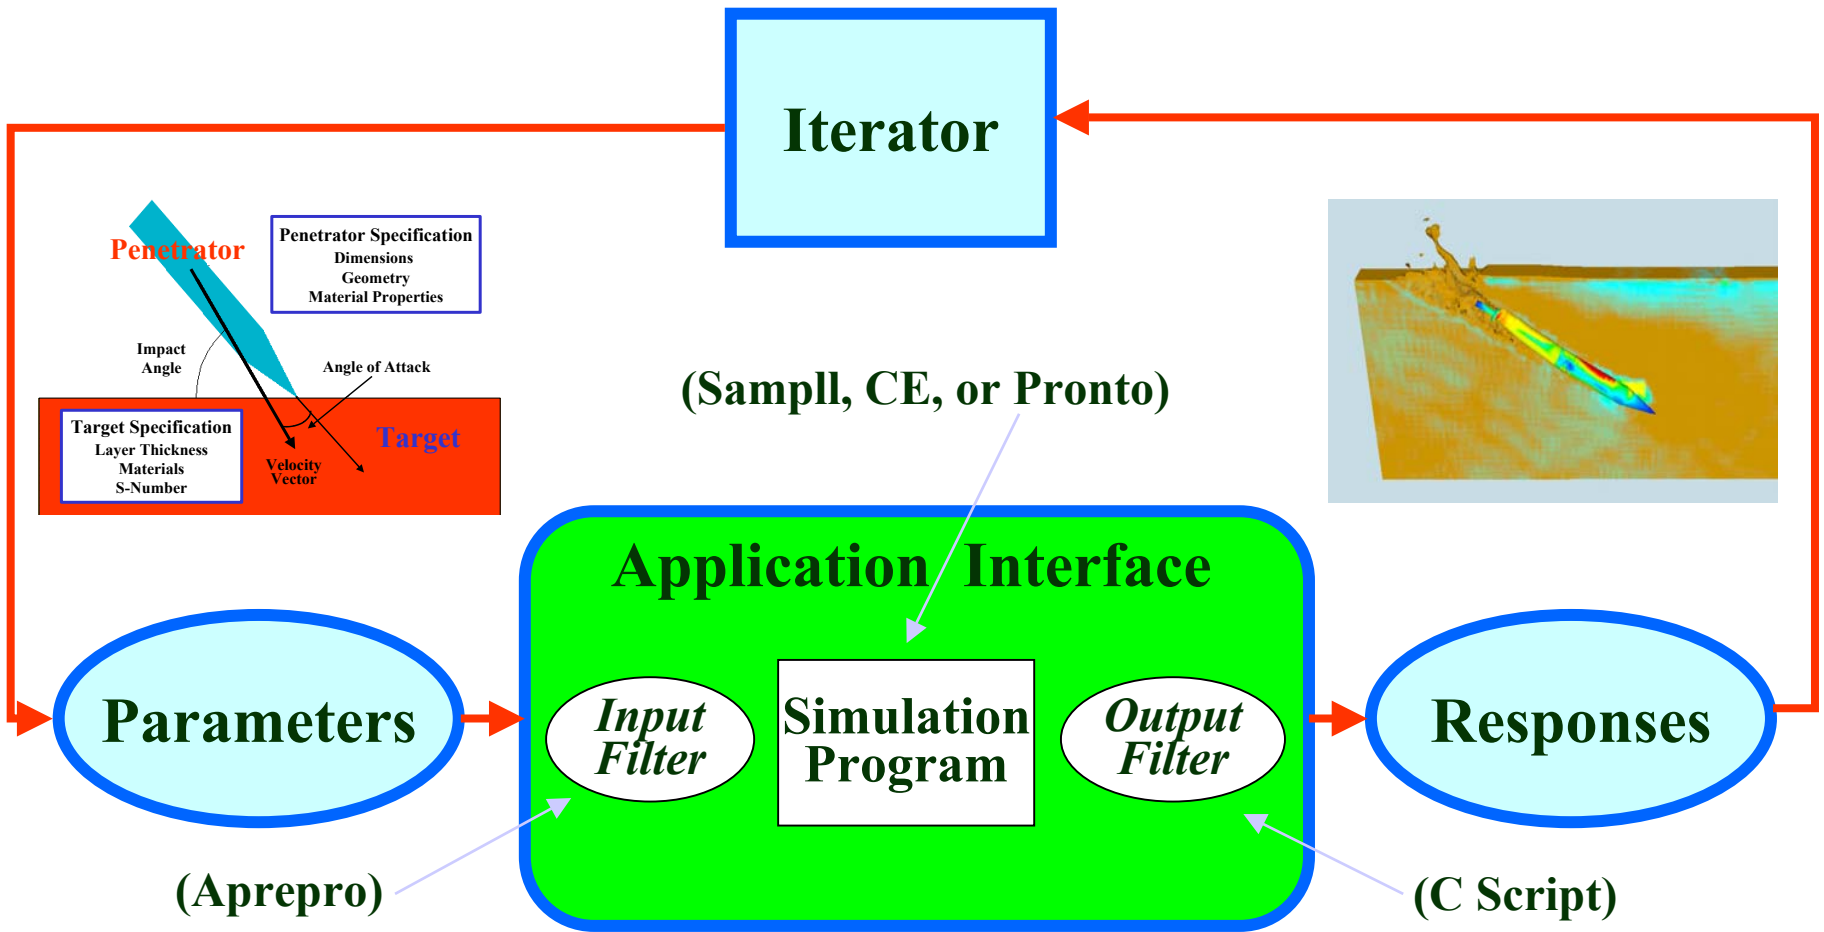 Iterator
Penetrator
Penetrator Specification
Dimensions
Geometry
Material Properties
Impact
Angle
Angle of Attack
Target Specification
Layer Thickness
Materials
S-Number
Target
Velocity
Vector
(Sampll, CE, or Pronto)
Application Interface
Parameters
Input
Filter
Simulation
Program
Output
Filter
Responses
(Aprepro)
(C Script)